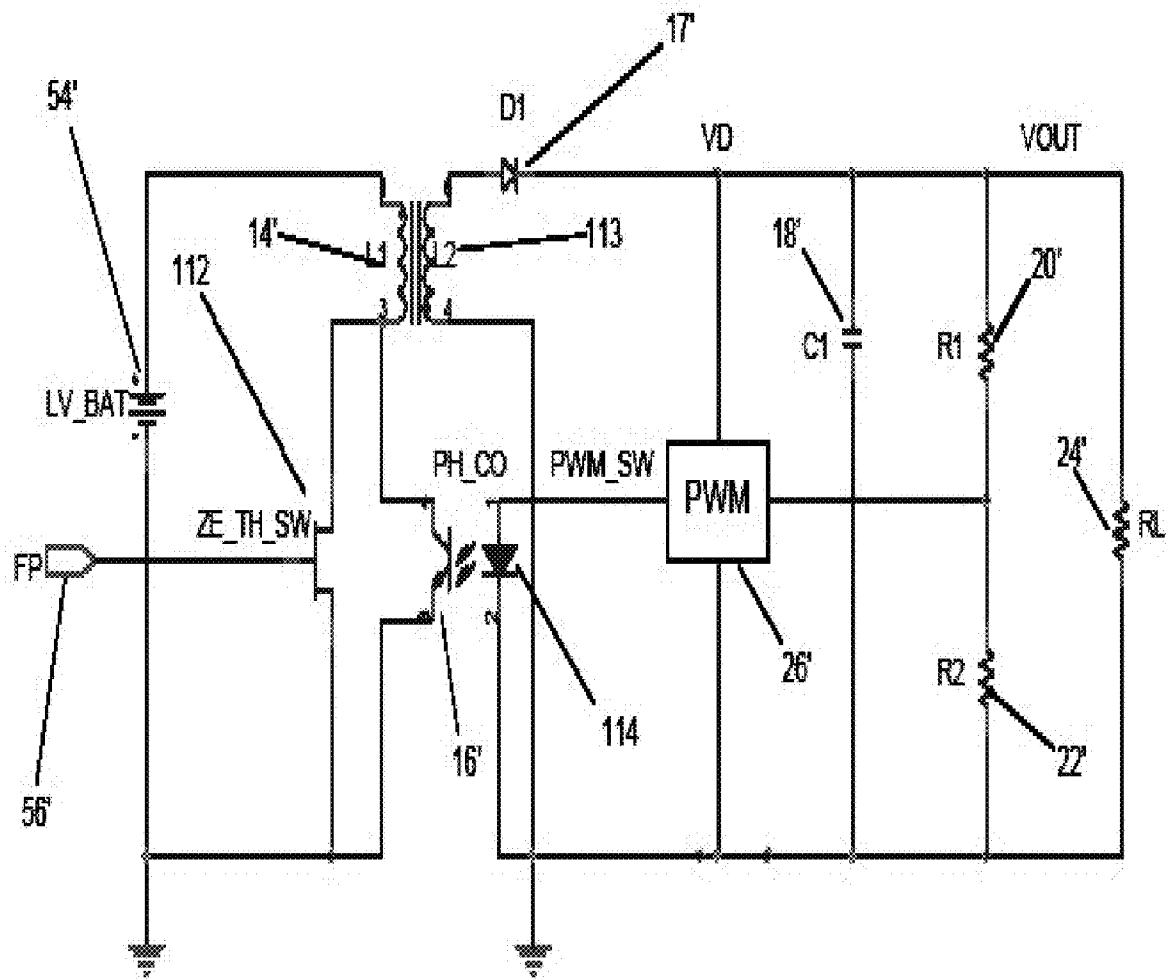 17'
54'
D1
VD
VOUT
14'
L1
L2
113
18'
20'
112
3
4
C1
R1
LV_BAT
PH_CO
PWM_SW
PWM
24'
ZE_TH_SW
1
RL
FP
2
26'
R2
114
16'
22'
56'